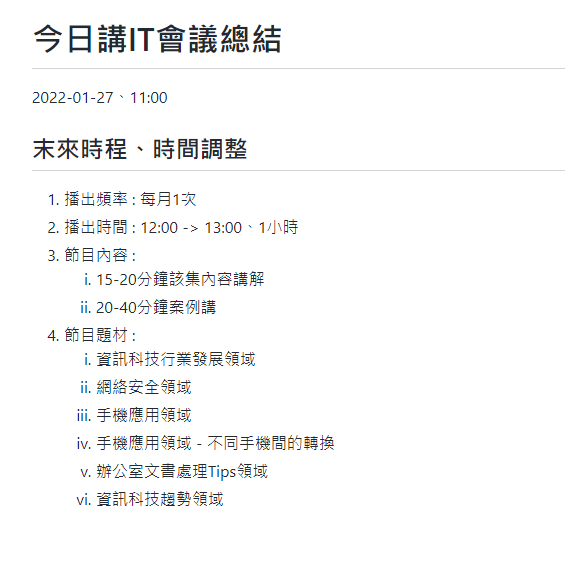 今日講IT會議總結
2022-01-27、11:00
末來時程、時間調整
1. 播出頻率 : 每月1次
2. 播出時間 : 12:00 -> 13:00、1小時
3. 節目內容 :
i. 15-20分鐘該集內容講解
ii. 20-40分鐘案例講
4. 節目題材 :
i. 資訊科技行業發展領域
ii. 網絡安全領域
iii. 手機應用領域
iv. 手機應用領域 - 不同手機間的轉換
v. 辦公室文書處理Tips領域
vi. 資訊科技趨勢領域